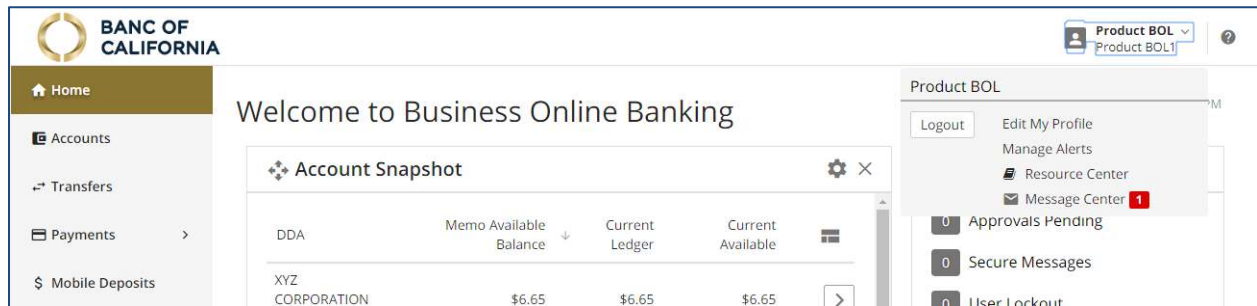 BANC OF
CALIFORNIA
Product BOL
Product BOL1
Home
Accounts
Transfers
Payments
$ Mobile Deposits
Welcome to Business Online Banking
Account Snapshot
DDA
Memo Available
Balance
Current
Ledger
Current
Available
XYZ
CORPORATION
$6.65
$6.65
$6.65
Product BOL
Logout
Edit My Profile
Manage Alerts
Resource Center
Message Center 1
PM
0 Approvals Pending
0 Secure Messages
0 User Lockout